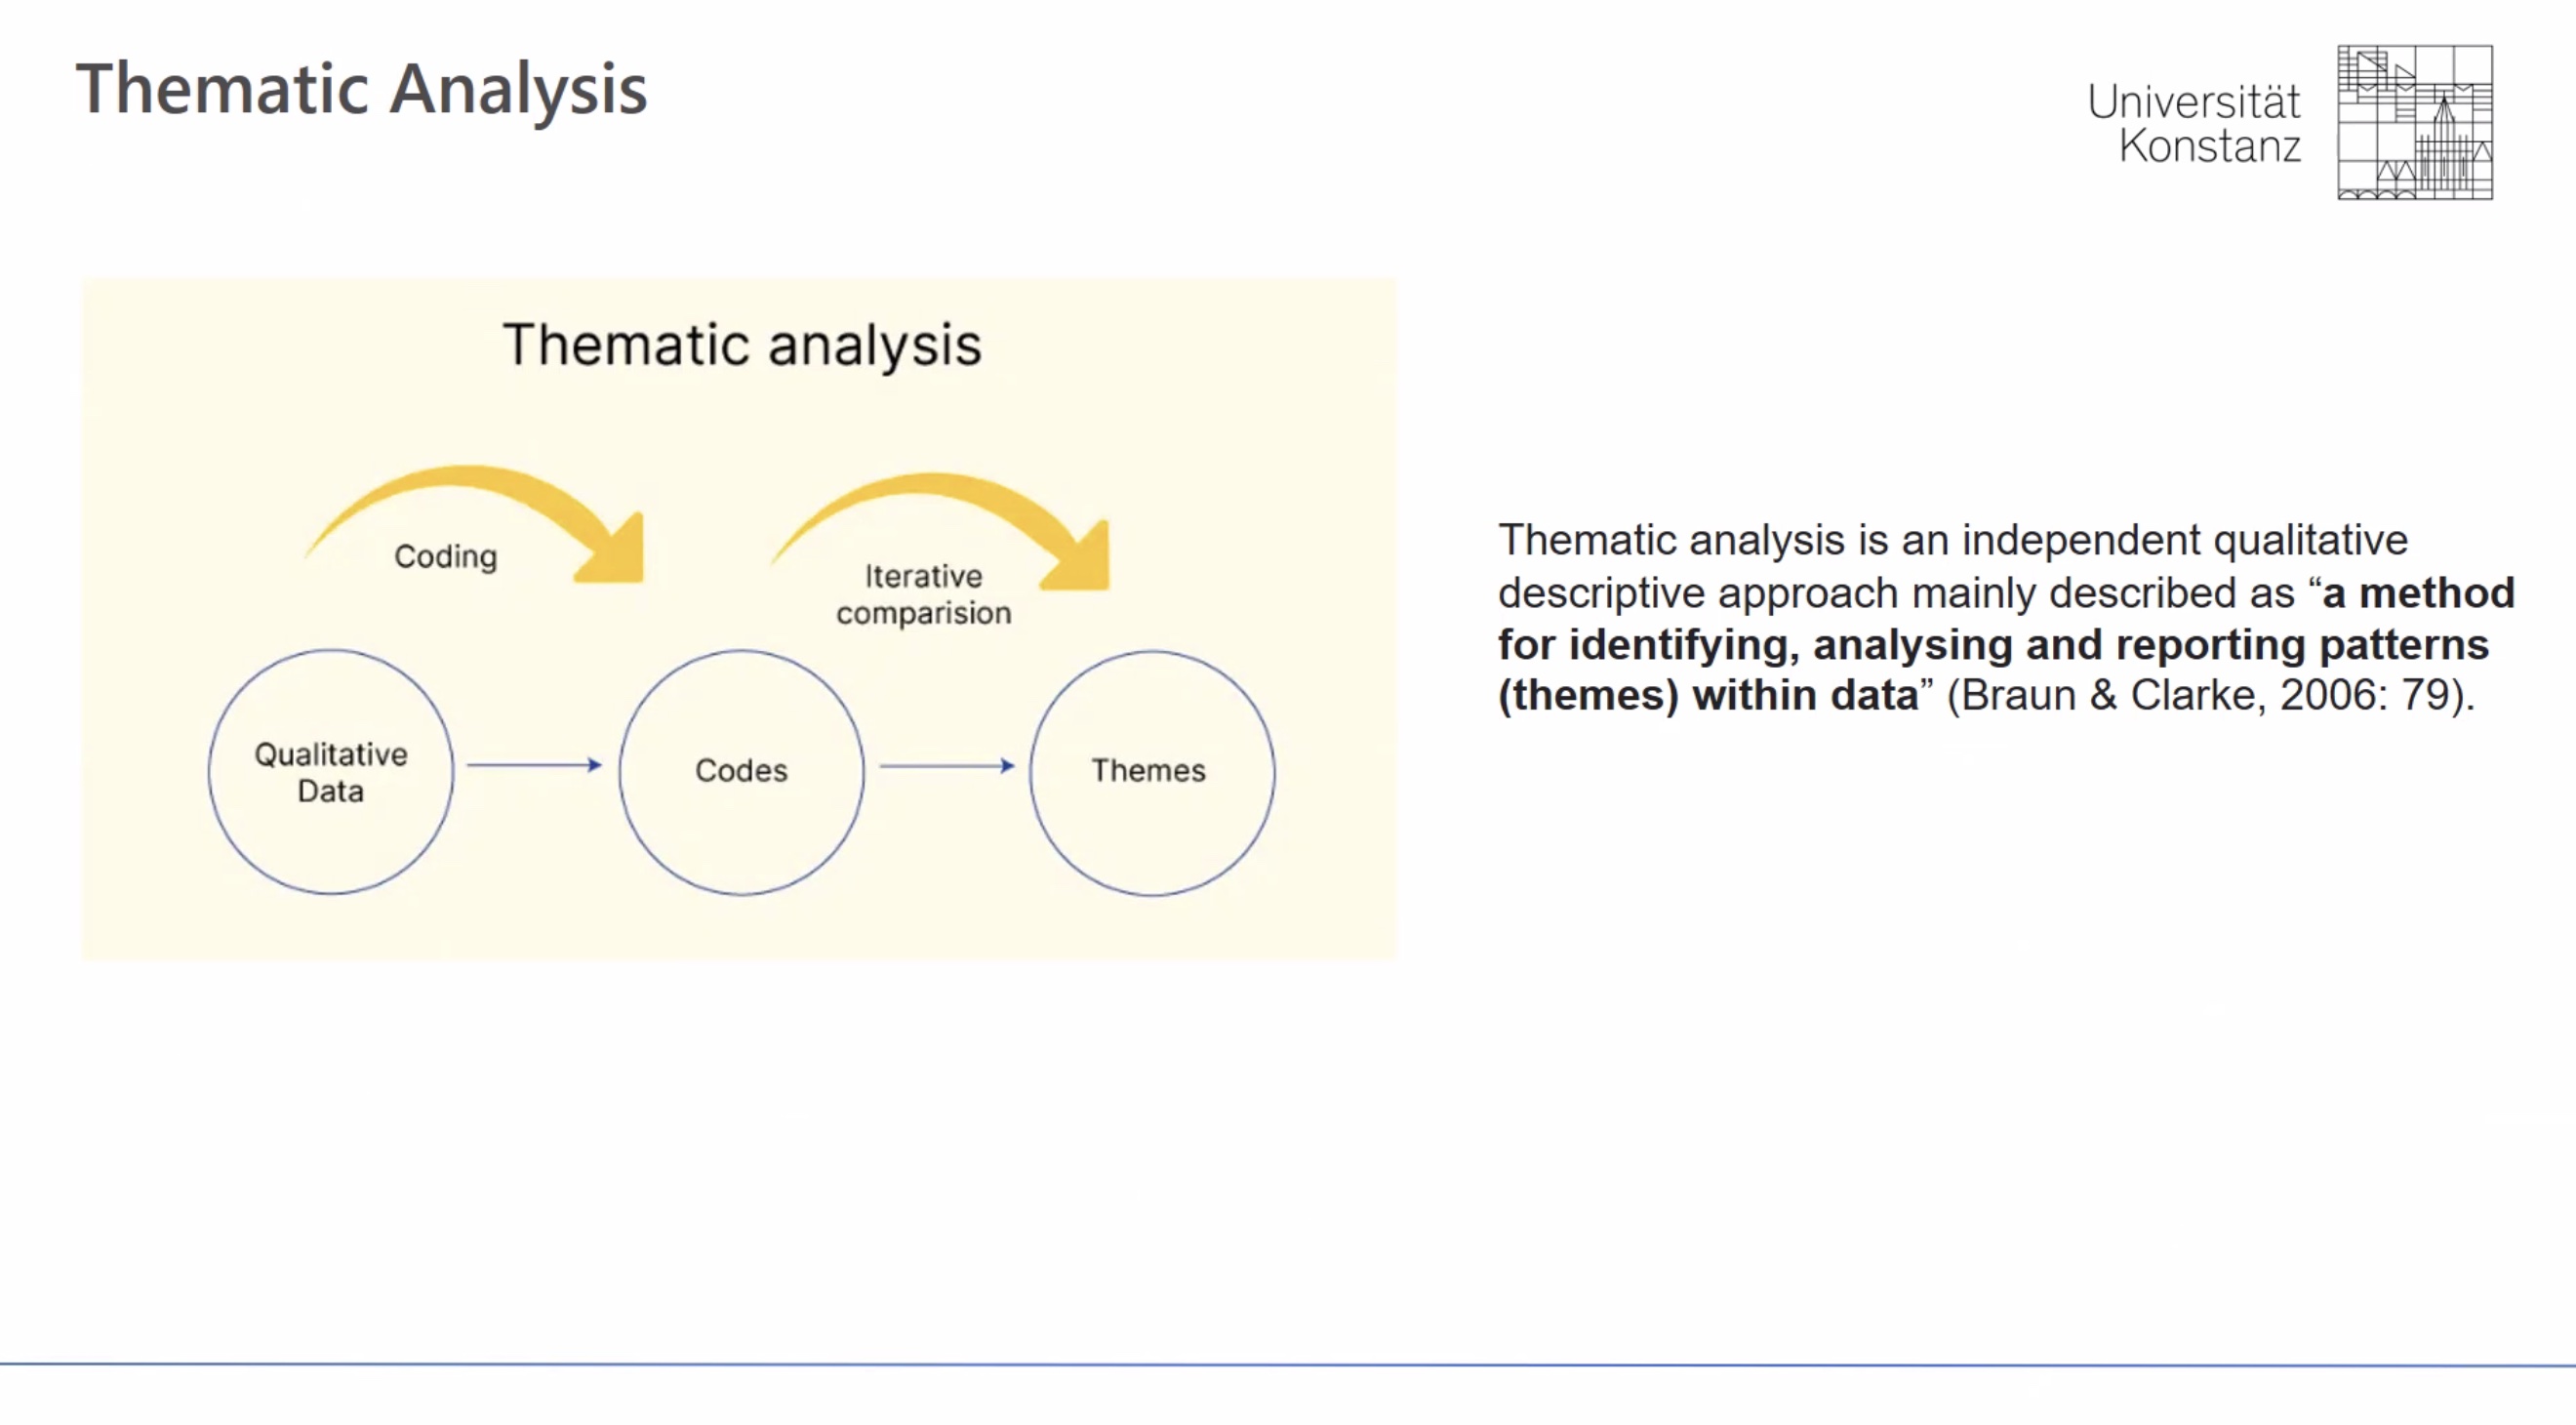 Thematic Analysis
Universität
Konstanz
Thematic analysis
Coding
Iterative
comparision
Qualitative
Data
Codes
Themes
Thematic analysis is an independent qualitative
descriptive approach mainly described as “a method
for identifying, analysing and reporting patterns
(themes) within data” (Braun & Clarke, 2006: 79).